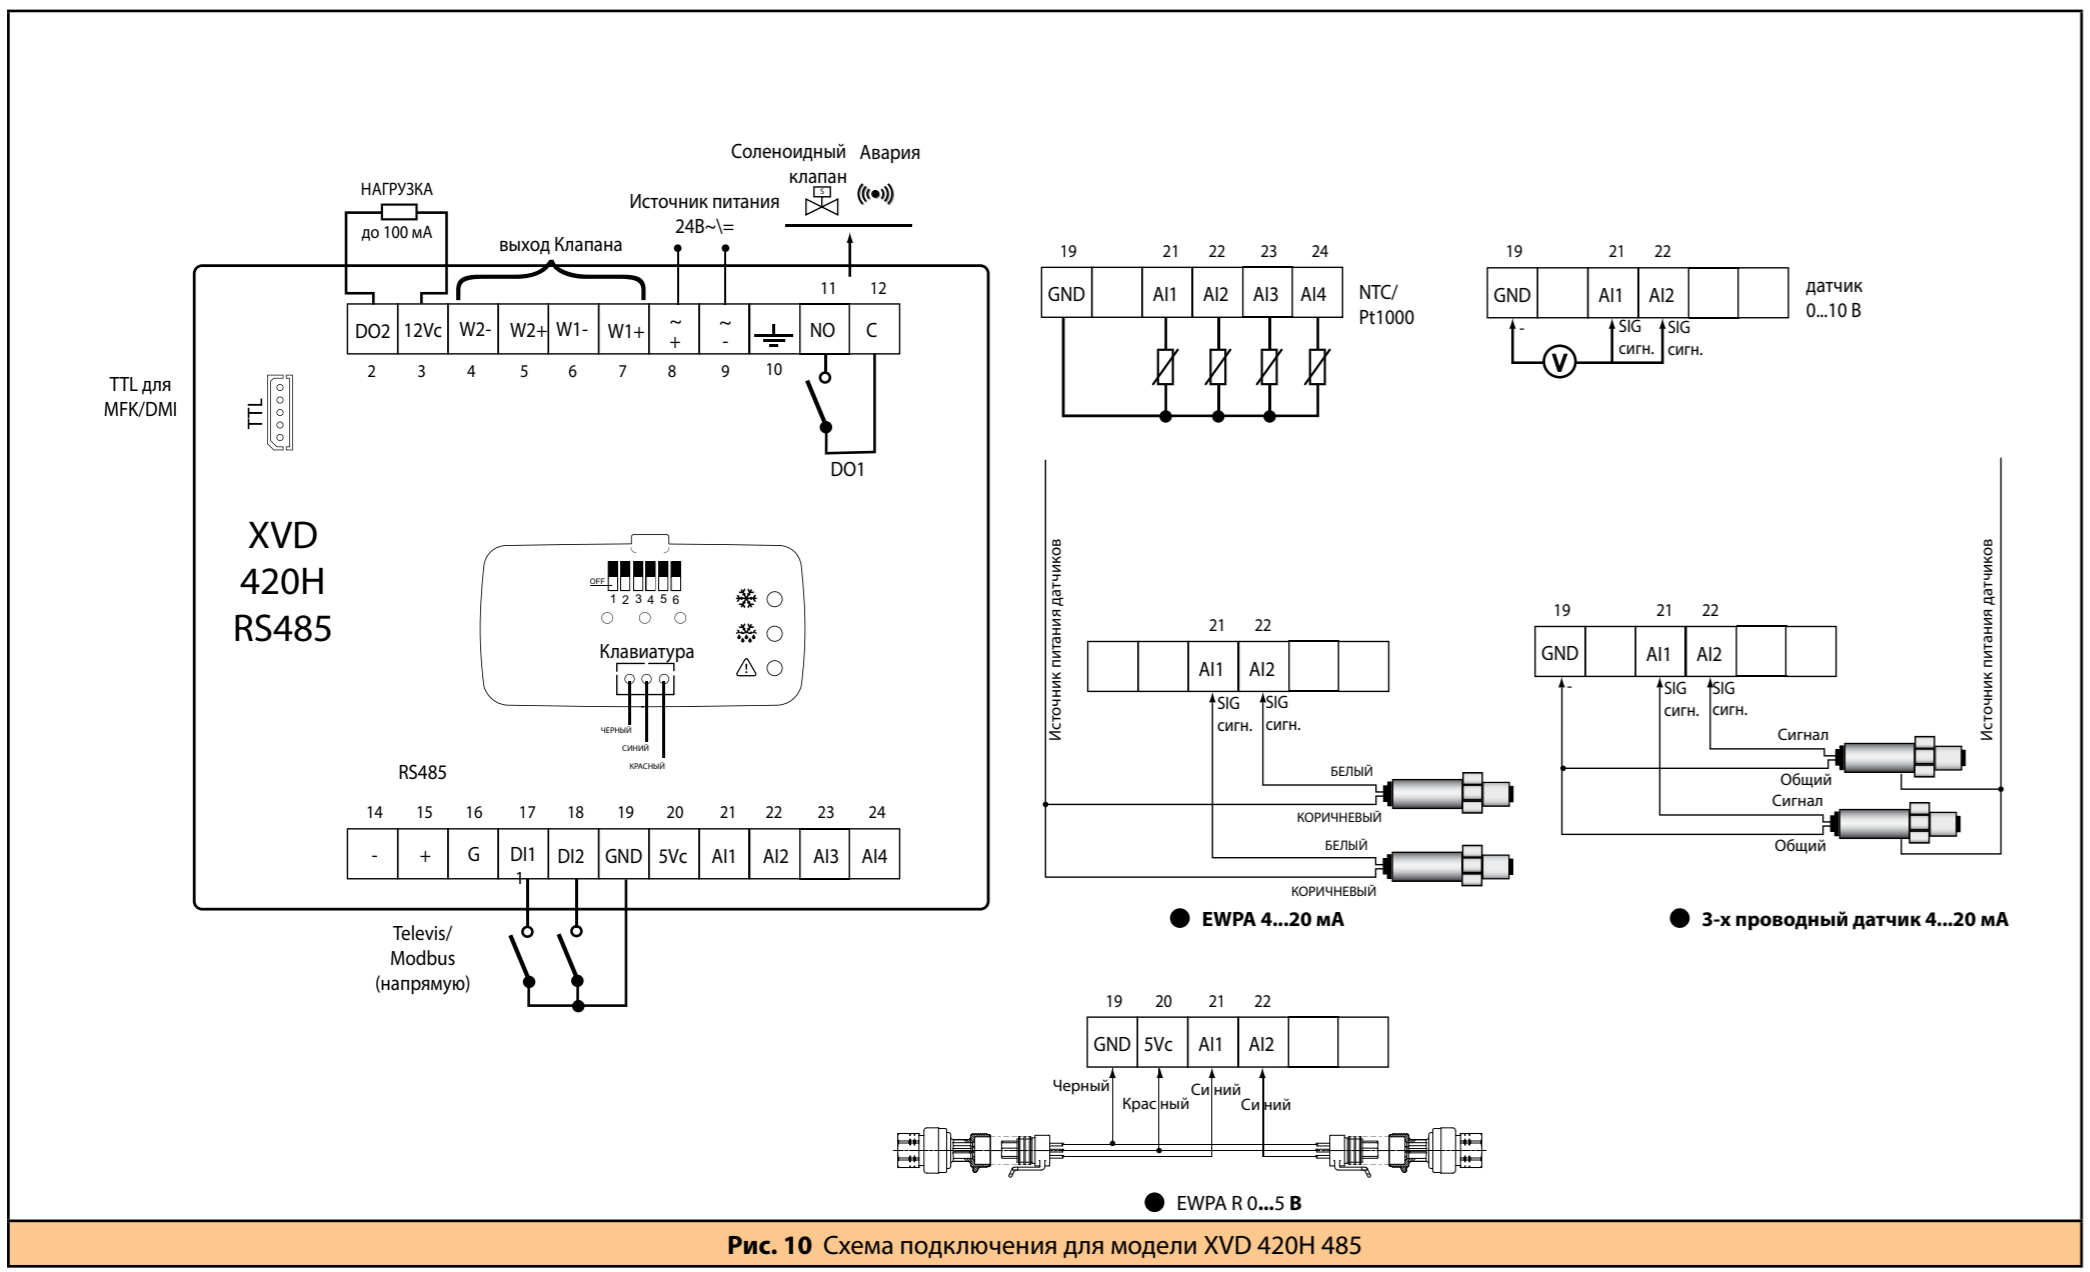 Соленоидный Авария
клапан
S
НАГРУЗКА
до 100 мА
Источник питания
24В~\=
выход Клапана
11 12
DO2 12Vc W2- W2+ W1- W1+ ~ + ~ - NO C
2 3 4 5 6 7 8 9 10
DO1
TTL для
MFK/DMI
TTL
XVD
420H
RS485
OFF
1 2 3 4 5 6
Клавиатура
ЧЕРНЫЙ
СИНИЙ
КРАСНЫЙ
RS485
14 15 16 17 18 19 20 21 22 23 24
- + G DI1 DI2 GND 5Vc AI1 AI2 AI3 AI4
1
Televis/
Modbus
(напрямую)
19 21 22 23 24
GND AI1 AI2 AI3 AI4
NTC/
Pt1000
19 21 22
GND AI1 AI2
датчик
0...10 В
- SIG SIG
сигн. сигн.
V
Источник питания датчиков
21 22
AI1 AI2
SIG SIG
сигн. сигн.
БЕЛЫЙ
КОРИЧНЕВЫЙ
БЕЛЫЙ
КОРИЧНЕВЫЙ
● EWPA 4...20 мА
Источник питания датчиков
19 21 22
GND AI1 AI2
- SIG SIG
сигн. сигн.
Сигнал
Общий
Сигнал
Общий
● 3-х проводный датчик 4...20 мА
19 20 21 22
GND 5Vc AI1 AI2
Черный
Красный
Синий
Синий
● EWPA R 0...5 В
Рис. 10 Схема подключения для модели XVD 420H 485